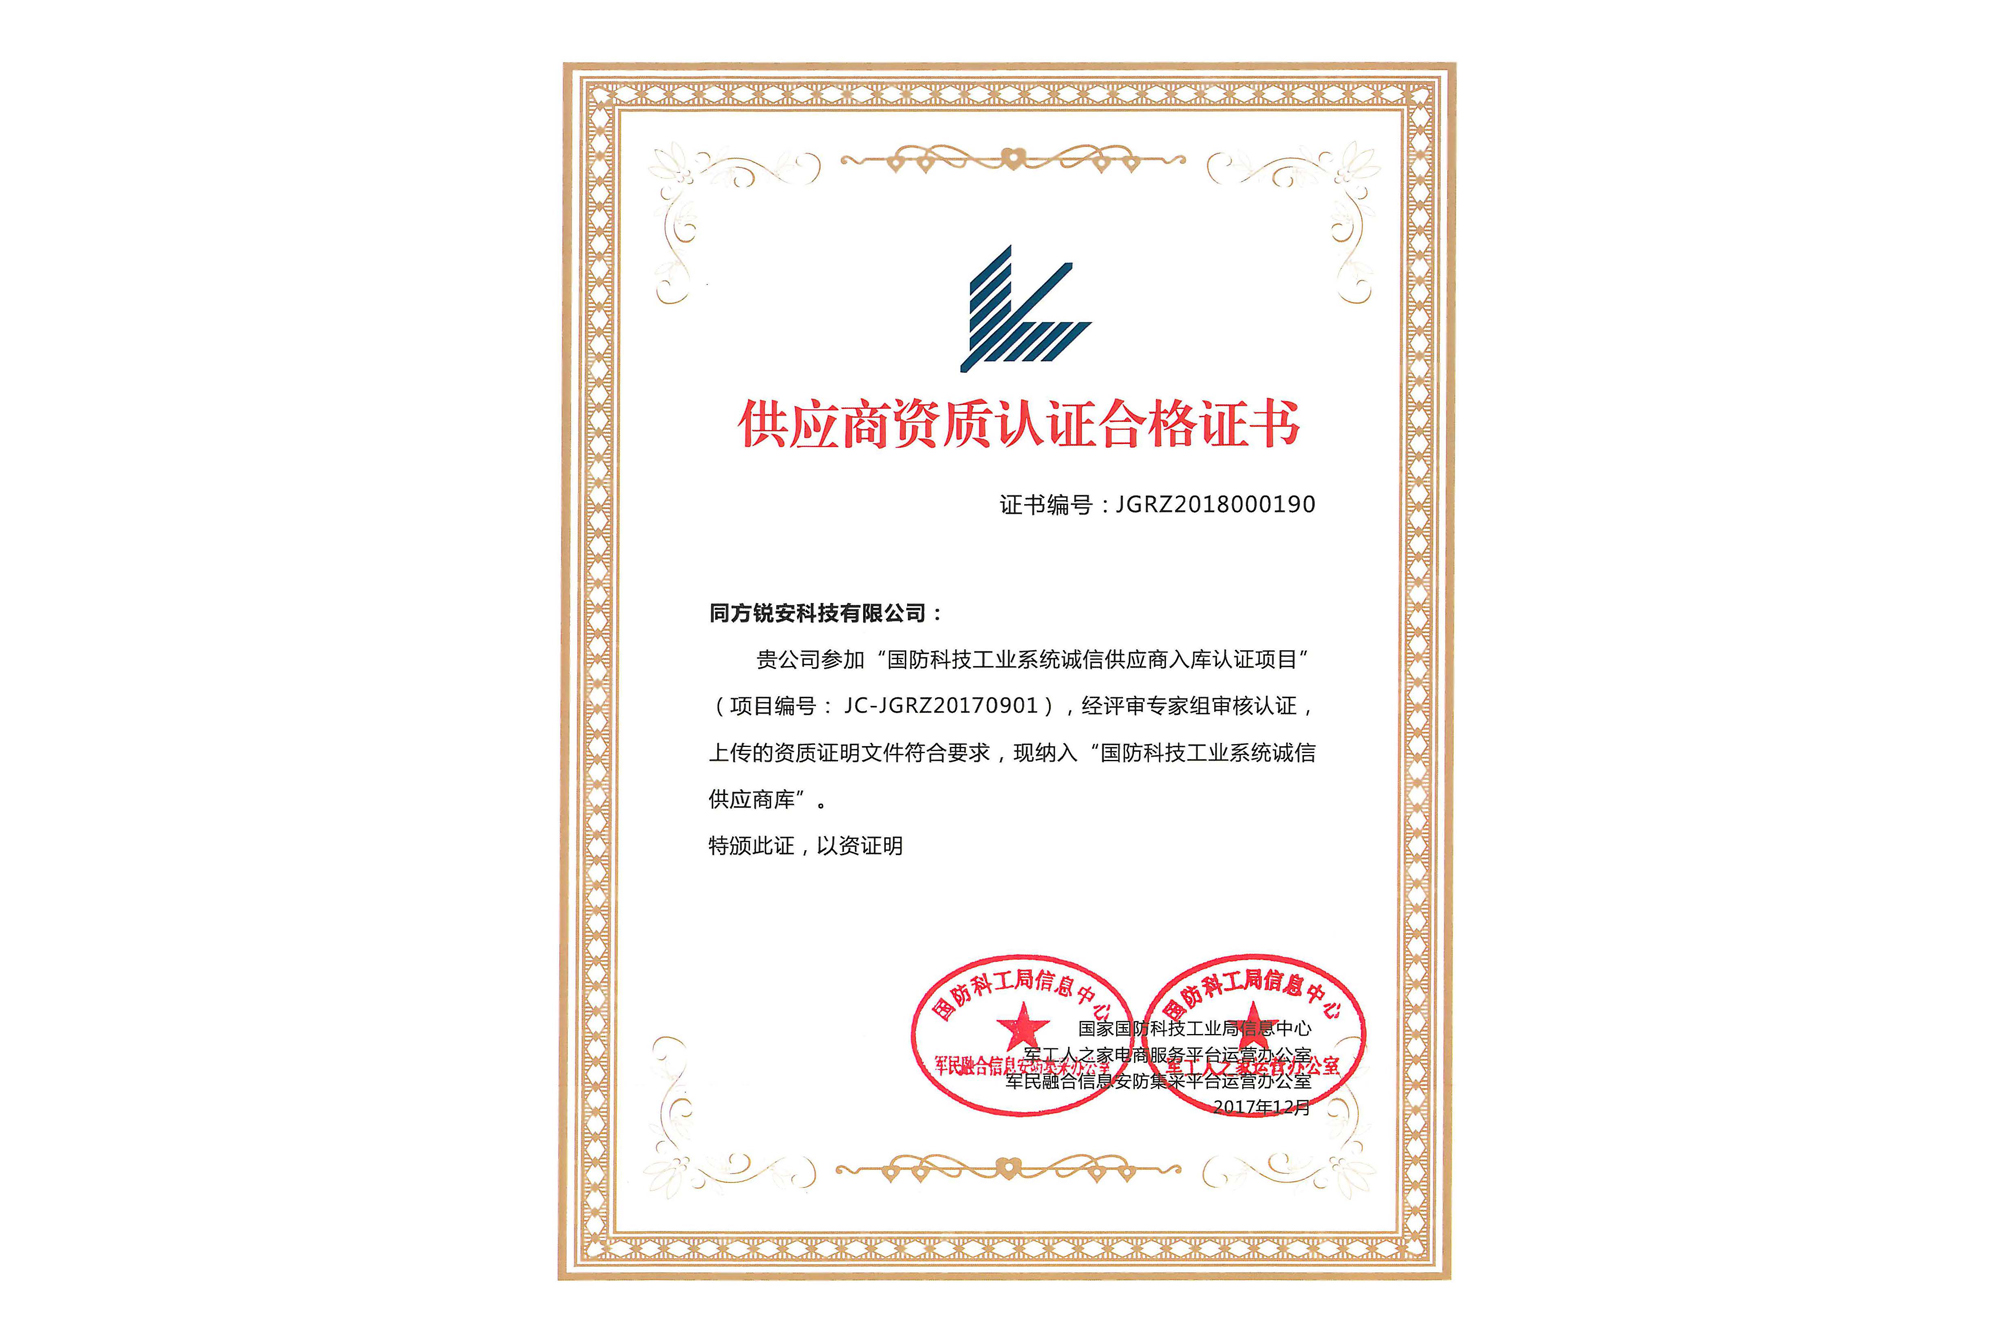 供应商资质认证合格证书
证书编号：JGRZ2018000190
同方锐安科技有限公司：
贵公司参加“国防科技工业系统诚信供应商入库认证项目”
（项目编号： JC-JGRZ20170901），经评审专家组审核认证，
上传的资质证明文件符合要求，现纳入“国防科技工业系统诚信
供应商库”。
特颁此证，以资证明
国防科工局信息中心
军民融合信息安防集采办公室
国防科工局信息中心
军工人之家运营办公室
国家国防科技工业局信息中心
军工人之家电商服务平台运营办公室
军民融合信息安防集采平台运营办公室
2017年12月